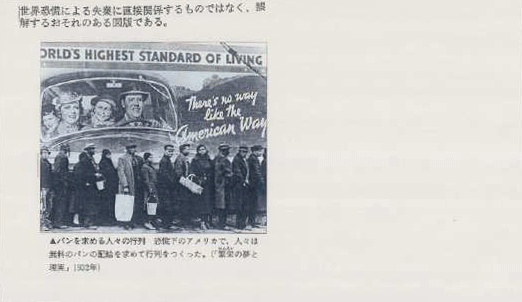 世界恐慌による失業に直接関係するものではなく、誤
解するおそれのある図版である。
ORLD'S HIGHEST STANDARD OF LIVING
There's no way
like the
American Way
▲パンを求める人々の行列 恐慌下のアメリカで、人々は
無料のパンの配給を求めて行列をつくった。(「繁栄の夢と
現実」1932年)